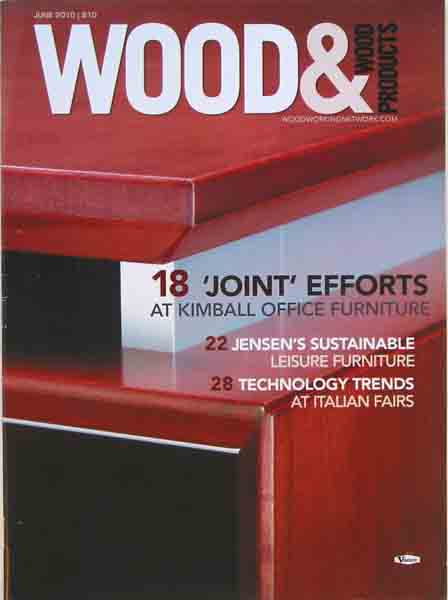 JUNE 2010 | $10
WOOD&
WOOD
PRODUCTS
WOODWORKINGNETWORK.COM
18 'JOINT' EFFORTS
AT KIMBALL OFFICE FURNITURE
22 JENSEN'S SUSTAINABLE
LEISURE FURNITURE
28 TECHNOLOGY TRENDS
AT ITALIAN FAIRS
Vance